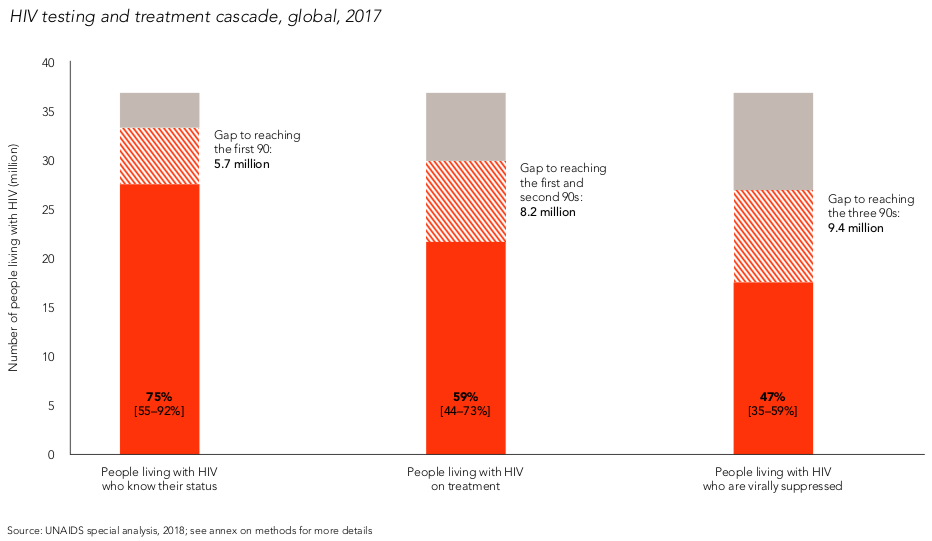 HIV testing and treatment cascade, global, 2017
Number of people living with HIV (million)
40
35
30
25
20
15
10
5
0
Gap to reaching
the first 90:
5.7 million
Gap to reaching
the first and
second 90s:
8.2 million
Gap to reaching
the three 90s:
9.4 million
75%
[55–92%]
59%
[44–73%]
47%
[35–59%]
People living with HIV
who know their status
People living with HIV
on treatment
People living with HIV
who are virally suppressed
Source: UNAIDS special analysis, 2018; see annex on methods for more details